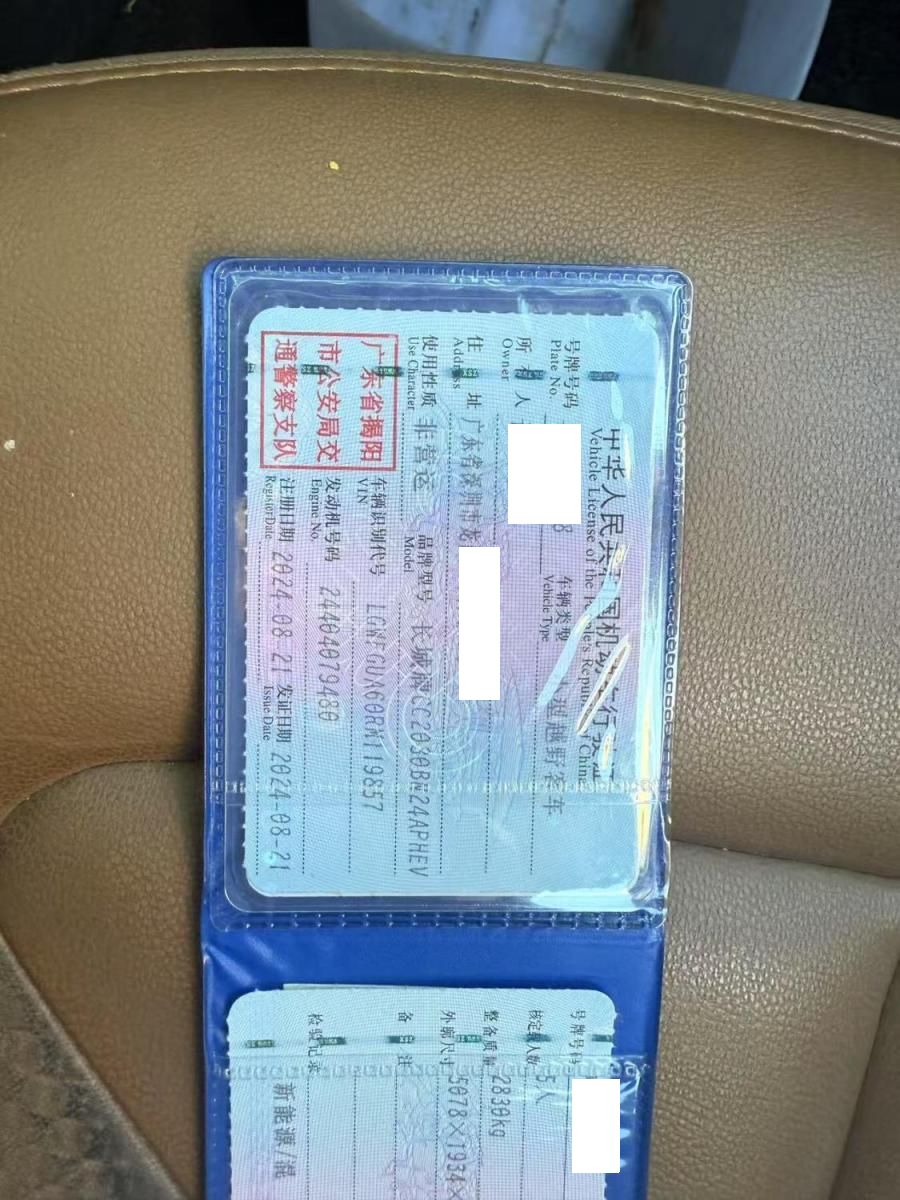 中华人民共和国机动车行驶证
Vehicle License of the People's Republic of China
号牌号码
Plate No.
8
车辆类型
Vehicle Type
越野客车
所有人
Owner
住址
Address
广东省深圳市龙
使用性质
Use Character
非营运
品牌型号
Model
长城牌CC2030BM24APHEV
广东省揭阳
市公安局交
通警察支队
车辆识别代号
VIN
发动机号码
Engine No.
24404079480
注册日期
Register Date
2024-08-21
发证日期
Issue Date
2024-08-21
号牌号码
核定载人数
5人
整备质量
2830kg
外廓尺寸
5078×1934×
备注
检验记录
新能源/混